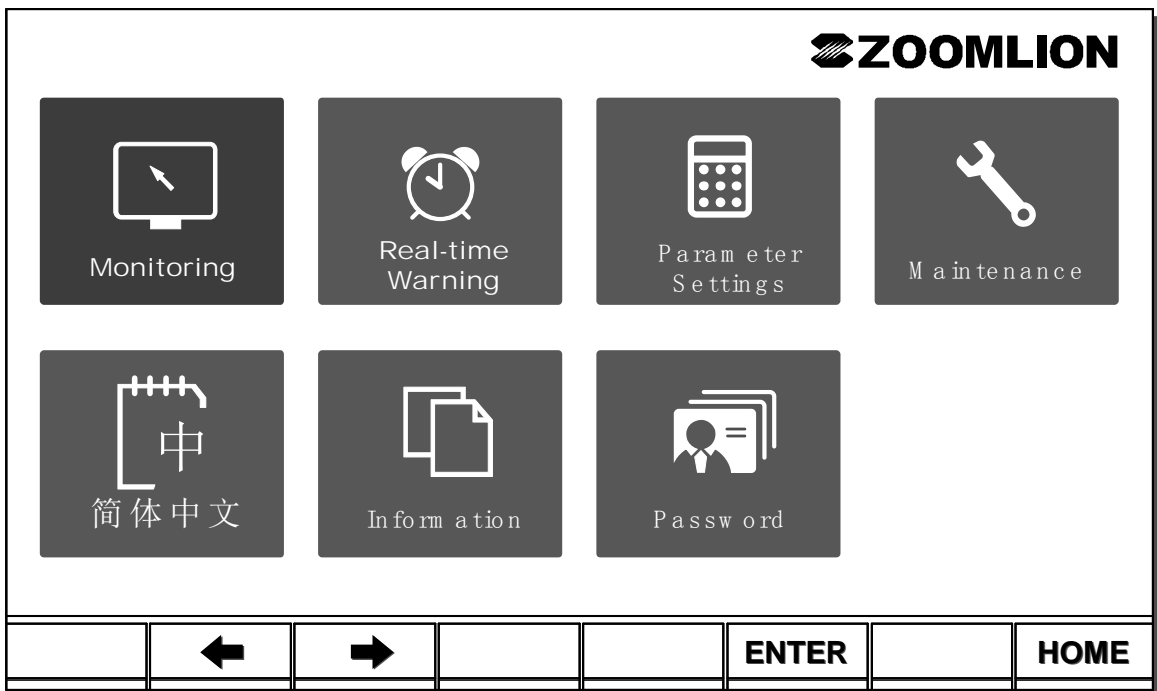 ZOOMLION
Monitoring
Real-time
Warning
Parameter
Settings
Maintenance
中
简体中文
Information
Password
ENTER
HOME